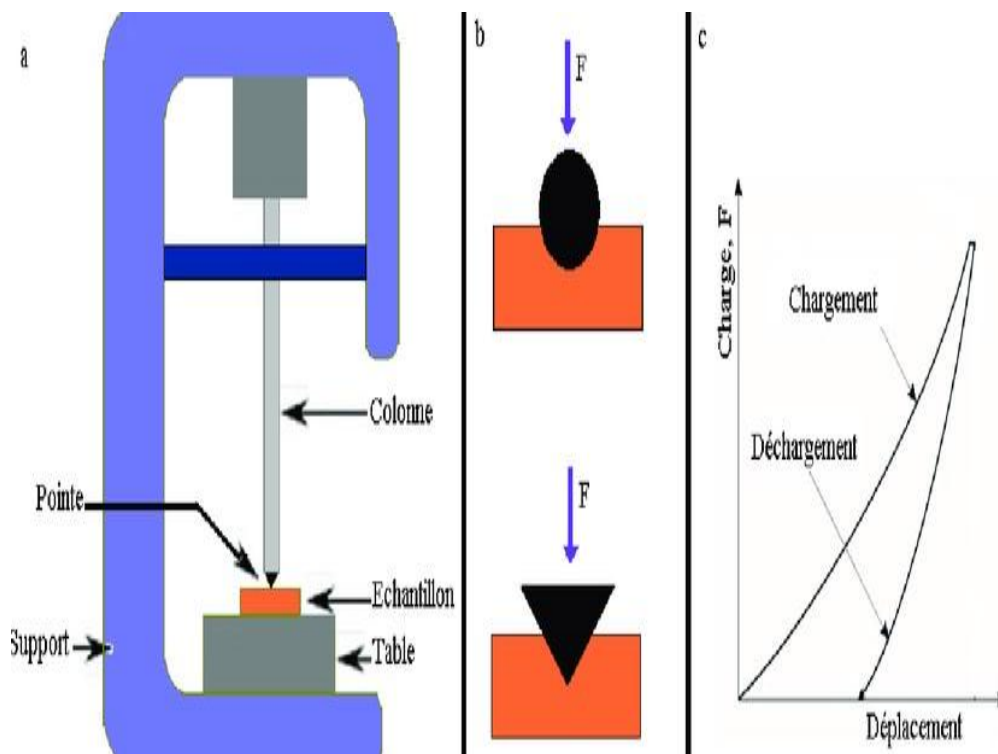 a
Colonne
Pointe
Echantillon
Support
Table
b
F
F
c
Charge, F
Chargement
Déchargement
Déplacement